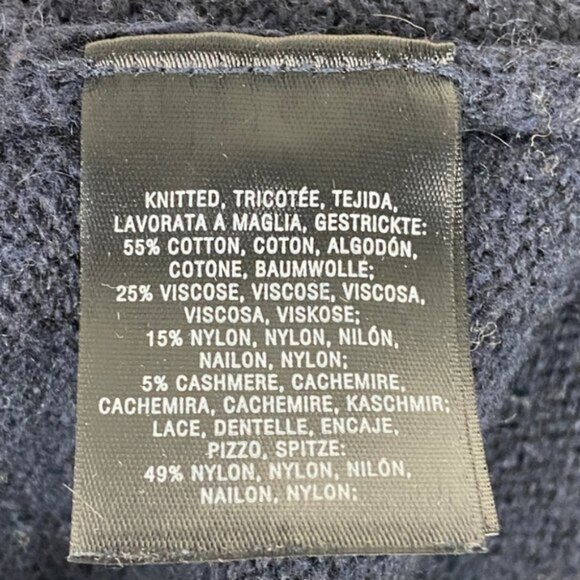 KNITTED, TRICOTÉE, TEJIDA,
LAVORATA A MAGLIA, GESTRICKTE:
55% COTTON, COTON, ALGODÓN,
COTONE, BAUMWOLLE;
25% VISCOSE, VISCOSE, VISCOSA,
VISCOSA, VISKOSE;
15% NYLON, NYLON, NILÓN,
NAILON, NYLON;
5% CASHMERE, CACHEMIRE,
CACHEMIRA, CACHEMIRE, KASCHMIR;
LACE, DENTELLE, ENCAJE,
PIZZO, SPITZE:
49% NYLON, NYLON, NILÓN,
NAILON, NYLON;